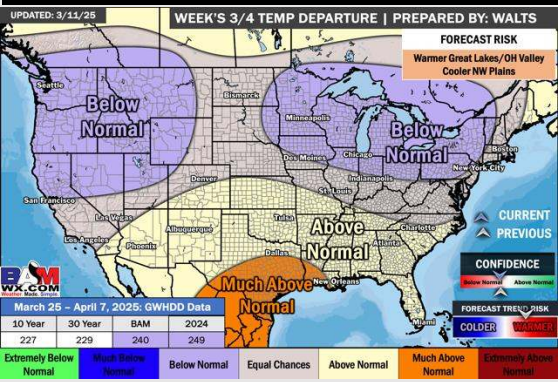 UPDATED: 3/11/25
WEEK'S 3/4 TEMP DEPARTURE | PREPARED BY: WALTS
FORECAST RISK
Warmer Great Lakes/OH Valley
Cooler NW Plains
Seattle
Bismarck
Below
Normal
Minneapolis
Below
Normal
Boston
Des Moines
Chicago
New York City
Denver
Indianapolis
St. Louis
San Francisco
Las Vegas
Los Angeles
Albuquerque
Tulsa
Above
Normal
Charlotte
Phoenix
Atlanta
Dallas
CURRENT
PREVIOUS
Much Above
Normal
New Orleans
Miami
CONFIDENCE
Below Normal
Above Normal
BAM
WX.COM
Weather Made. Simple.
FORECAST TREND RISK
COLDER
WARMER
March 25 – April 7, 2025: GWHDD Data
10 Year 30 Year BAM 2024
227 229 240 249
Extremely Below Normal
Much Below Normal
Below Normal
Equal Chances
Above Normal
Much Above Normal
Extremely Above Normal